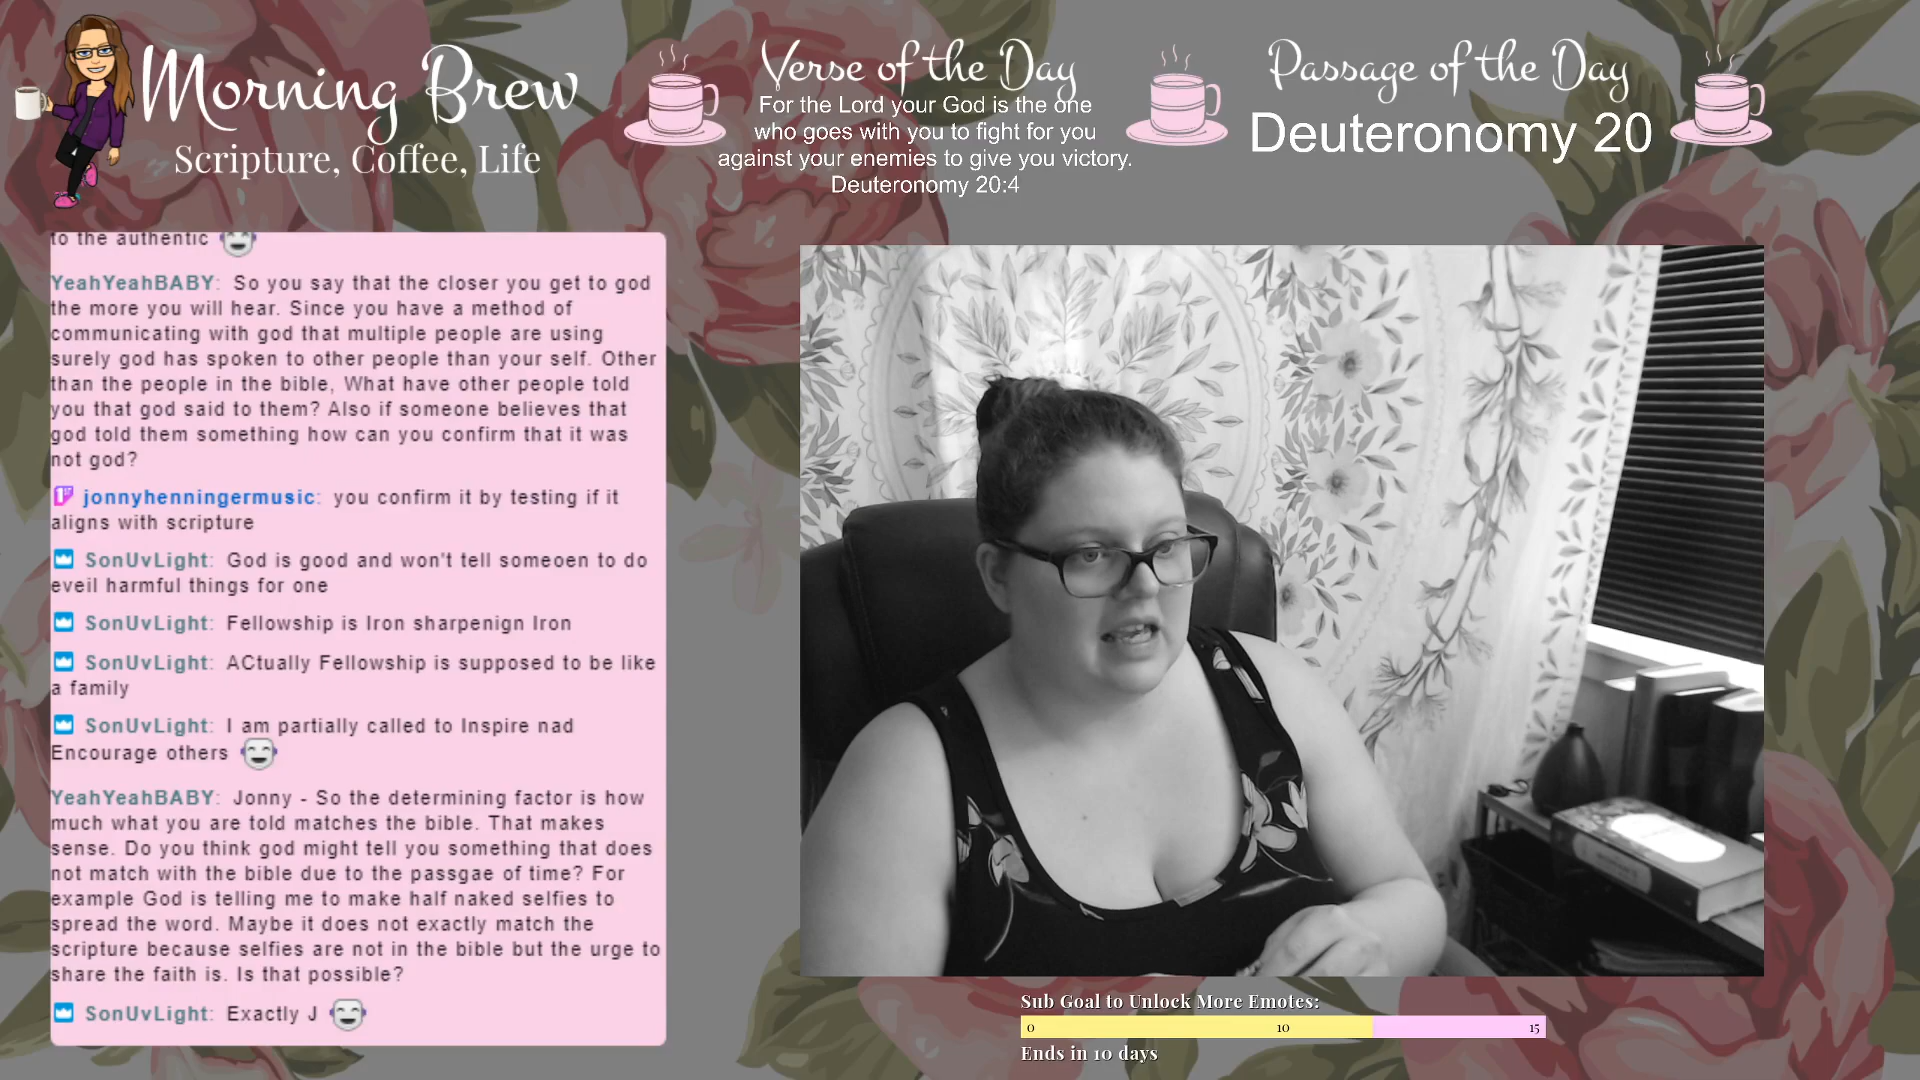 Morning Brew
Scripture, Coffee, Life
Verse of the Day
For the Lord your God is the one
who goes with you to fight for you
against your enemies to give you victory.
Deuteronomy 20:4
Passage of the Day
Deuteronomy 20
to the authentic
YeahYeahBABY: So you say that the closer you get to god
the more you will hear. Since you have a method of
communicating with god that multiple people are using
surely god has spoken to other people than your self. Other
than the people in the bible, What have other people told
you that god said to them? Also if someone believes that
god told them something how can you confirm that it was
not god?
1ST jonnyhenningermusic: you confirm it by testing if it
aligns with scripture
SonUvLight: God is good and won't tell someoen to do
eveil harmful things for one
SonUvLight: Fellowship is Iron sharpenign Iron
SonUvLight: ACtually Fellowship is supposed to be like
a family
SonUvLight: I am partially called to Inspire nad
Encourage others
YeahYeahBABY: Jonny - So the determining factor is how
much what you are told matches the bible. That makes
sense. Do you think god might tell you something that does
not match with the bible due to the passgae of time? For
example God is telling me to make half naked selfies to
spread the word. Maybe it does not exactly match the
scripture because selfies are not in the bible but the urge to
share the faith is. Is that possible?
SonUvLight: Exactly J
Sub Goal to Unlock More Emotes:
0 10 15
Ends in 10 days